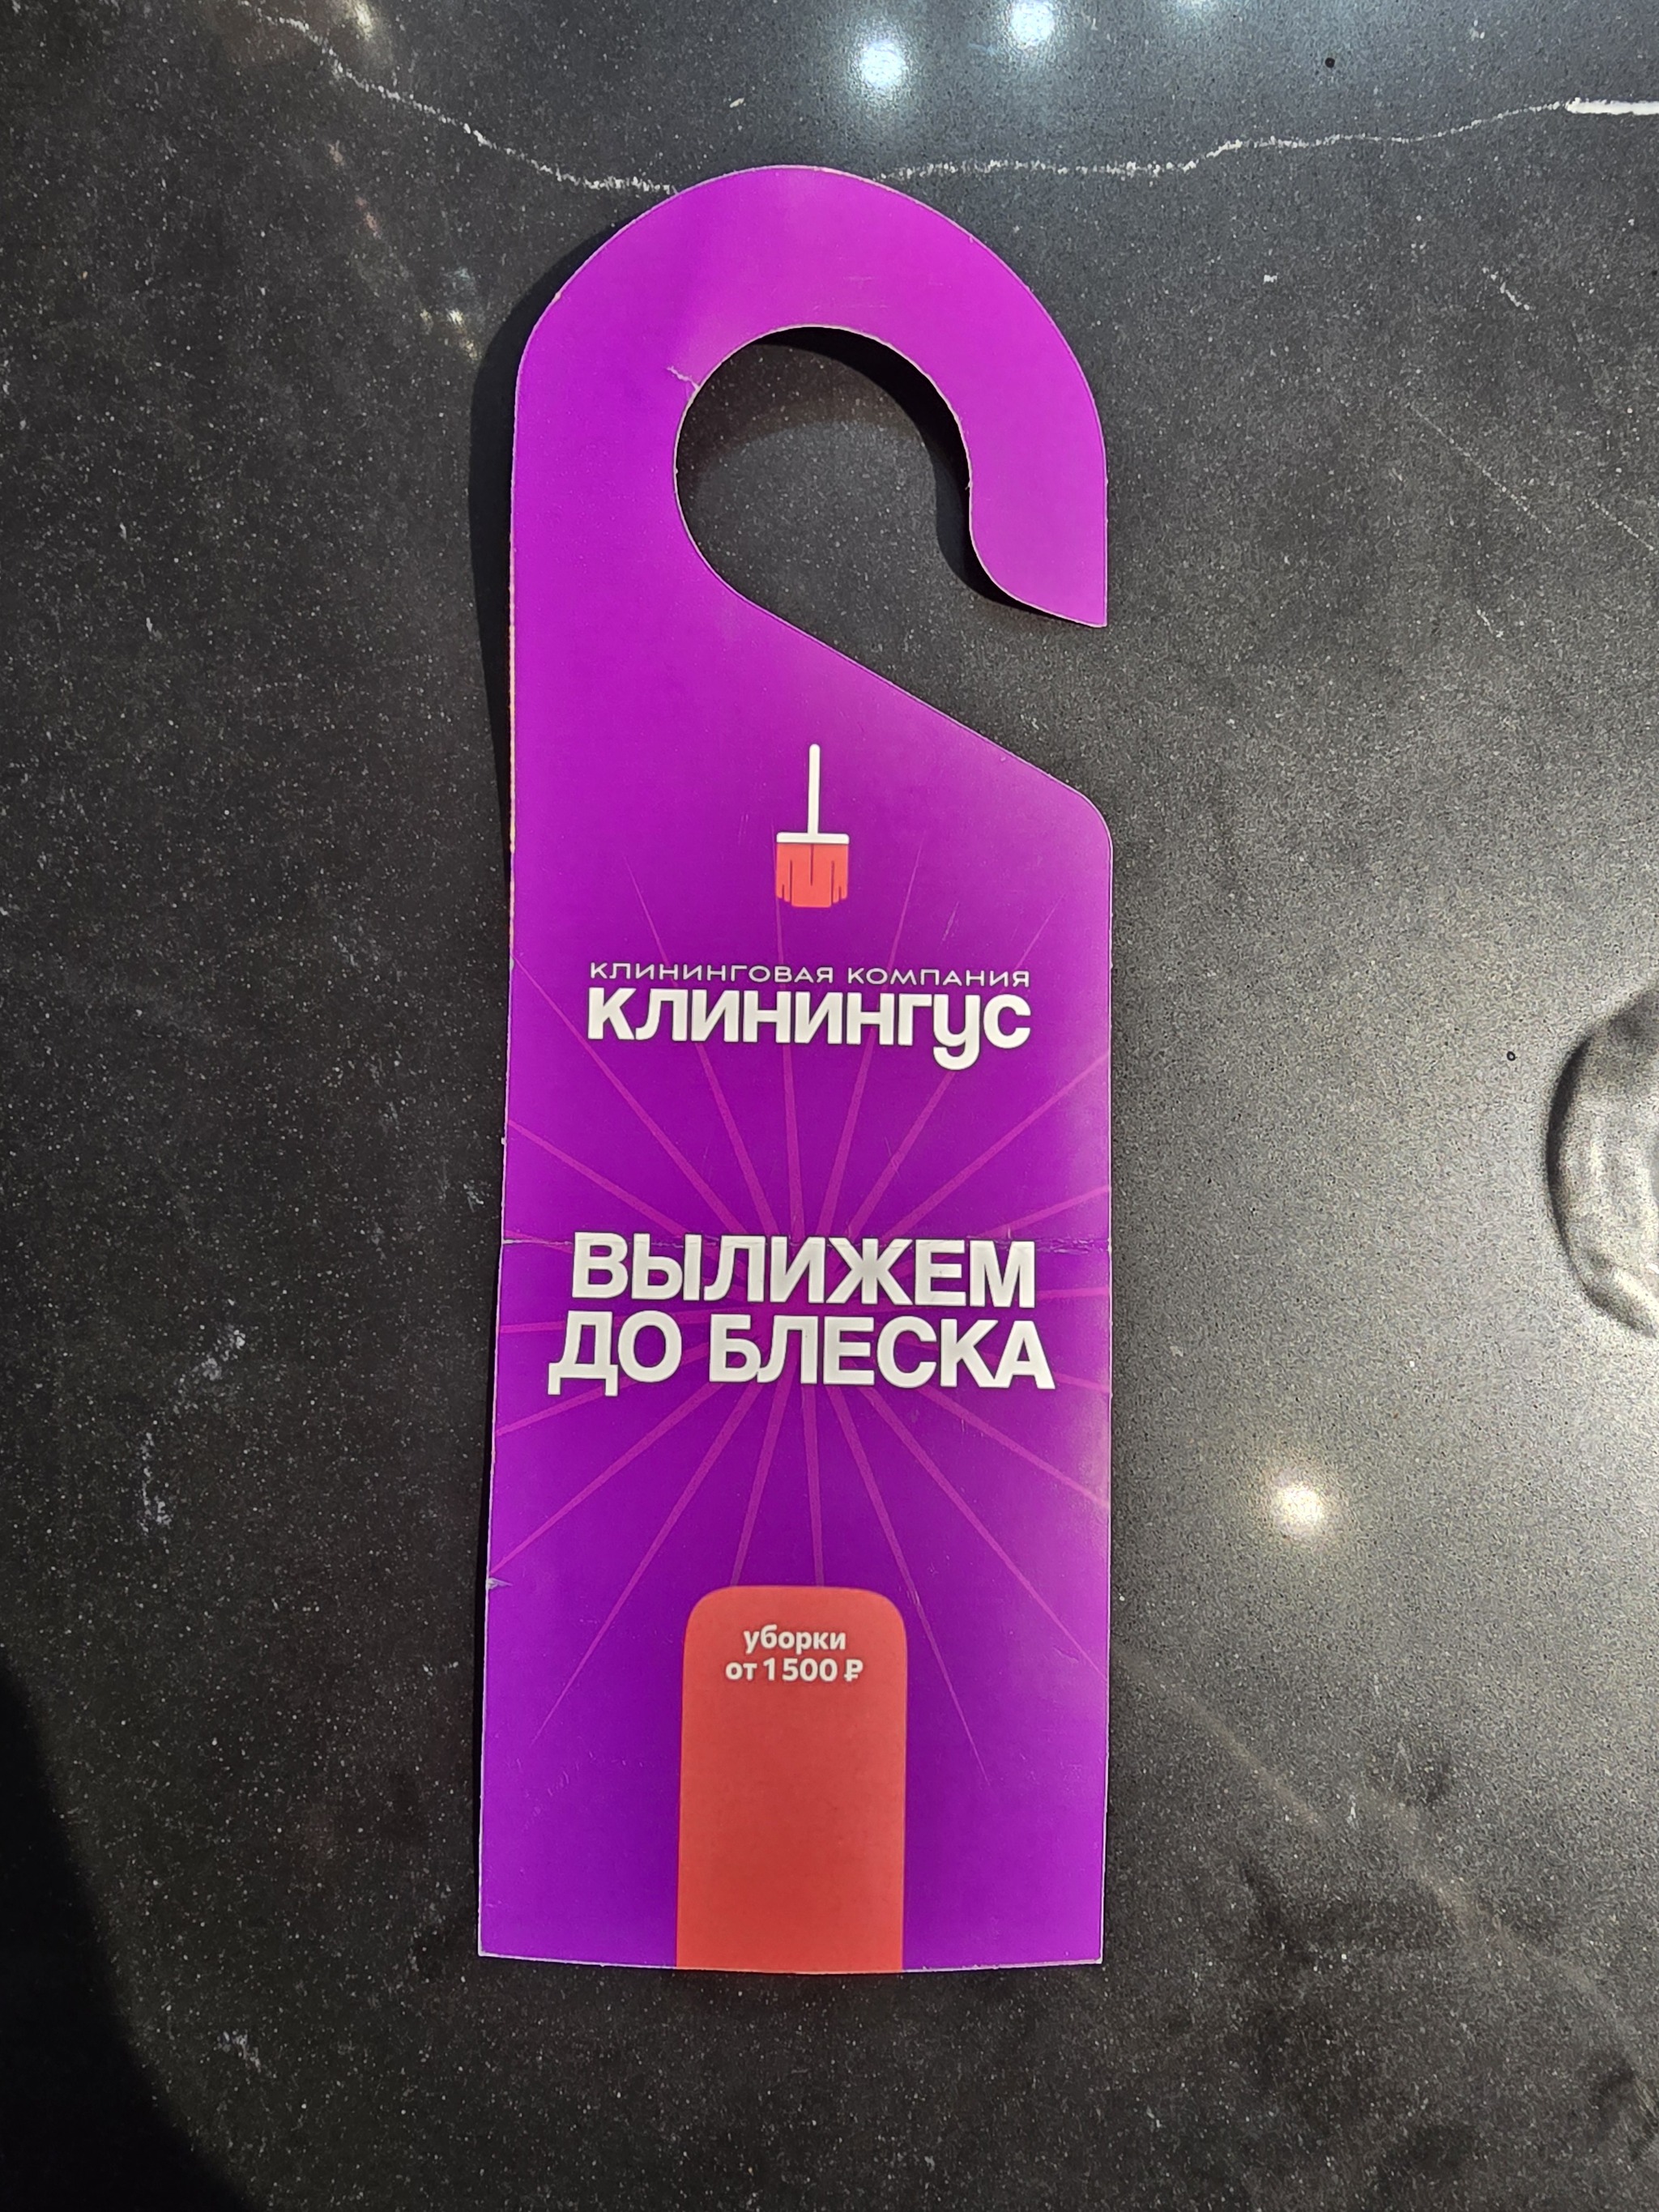 КЛИНИНГОВАЯ КОМПАНИЯ
КЛИНИНГУС
ВЫЛИЖЕМ
ДО БЛЕСКА
уборки
от 1500 ₽